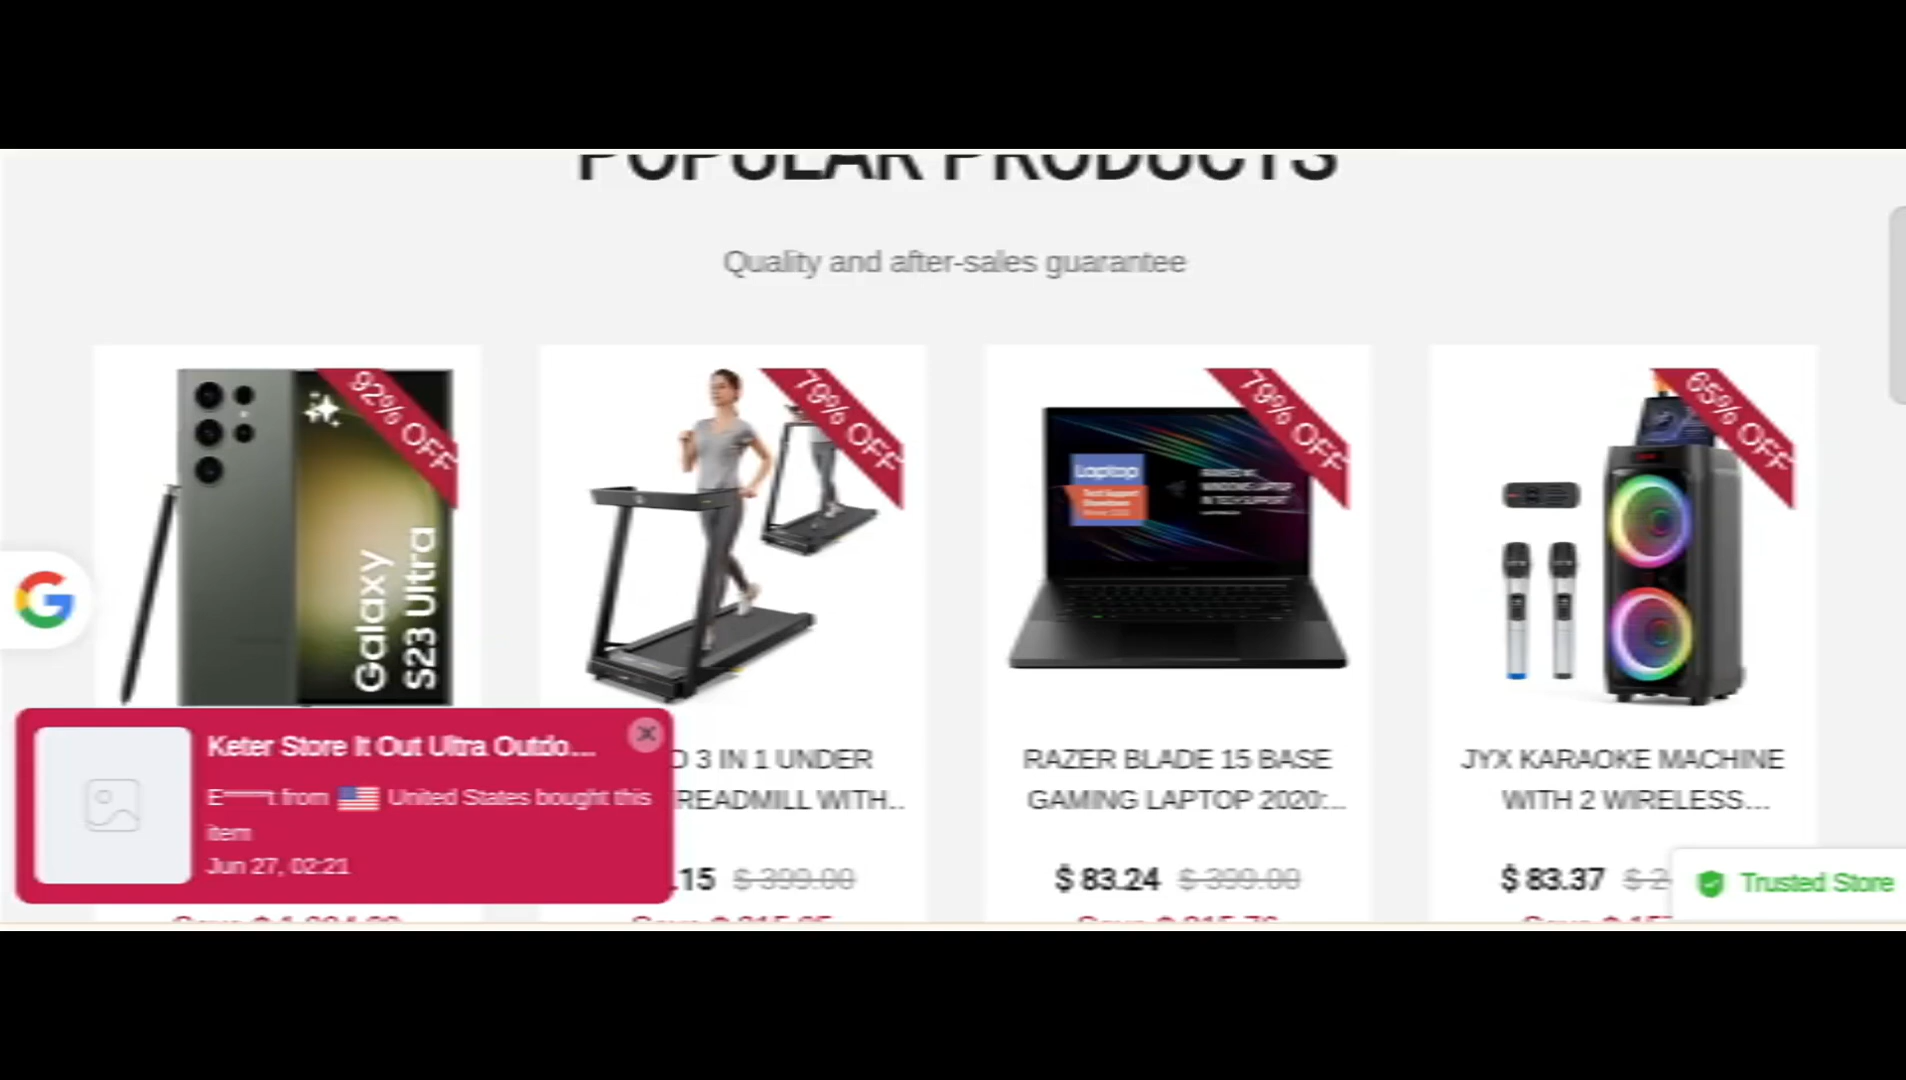 POPULAR PRODUCTS
Quality and after-sales guarantee
92% OFF
79% OFF
79% OFF
65% OFF
Galaxy
S23 Ultra
Laptop
Keter Store It Out Ultra Outdo...
E****t from United States bought this
item
Jun 27, 02:21
3 IN 1 UNDER
READMILL WITH..
RAZER BLADE 15 BASE
GAMING LAPTOP 2020:...
JYX KARAOKE MACHINE
WITH 2 WIRELESS...
.15 $ 399.00
$ 83.24 $ 399.00
$ 83.37 $ 2
Trusted Store